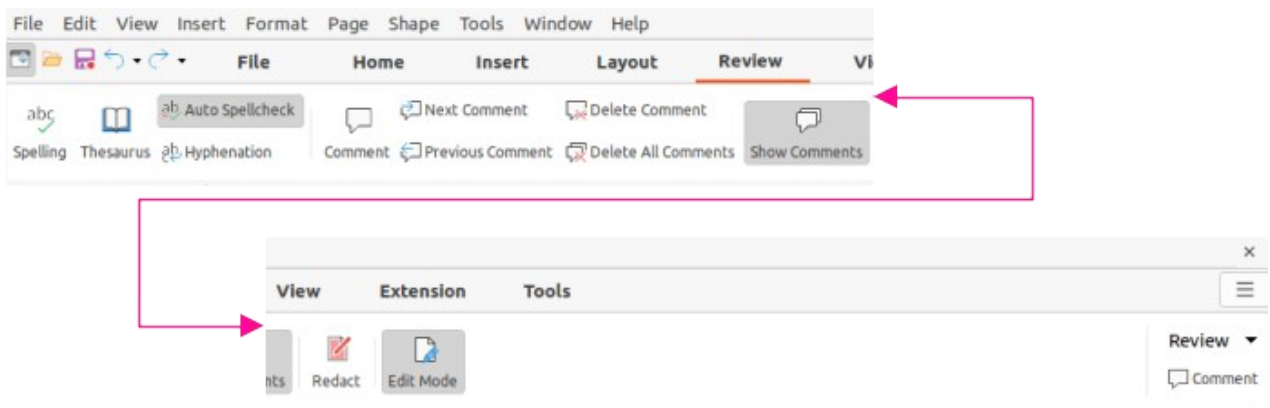 File Edit View Insert Format Page Shape Tools Window Help
File Home Insert Layout Review Vi
abc ab Auto Spellcheck Next Comment Delete Comment
Spelling Thesaurus ab Hyphenation Comment Previous Comment Delete All Comments Show Comments
×
View Extension Tools
Review
nts Redact Edit Mode Comment